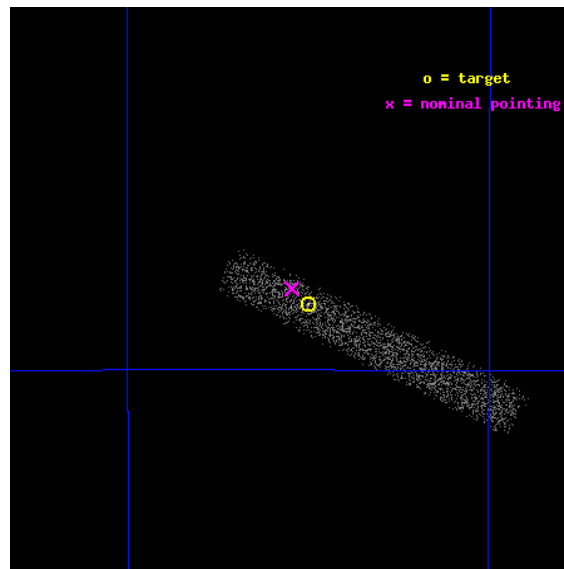 o = target
x = nominal pointing